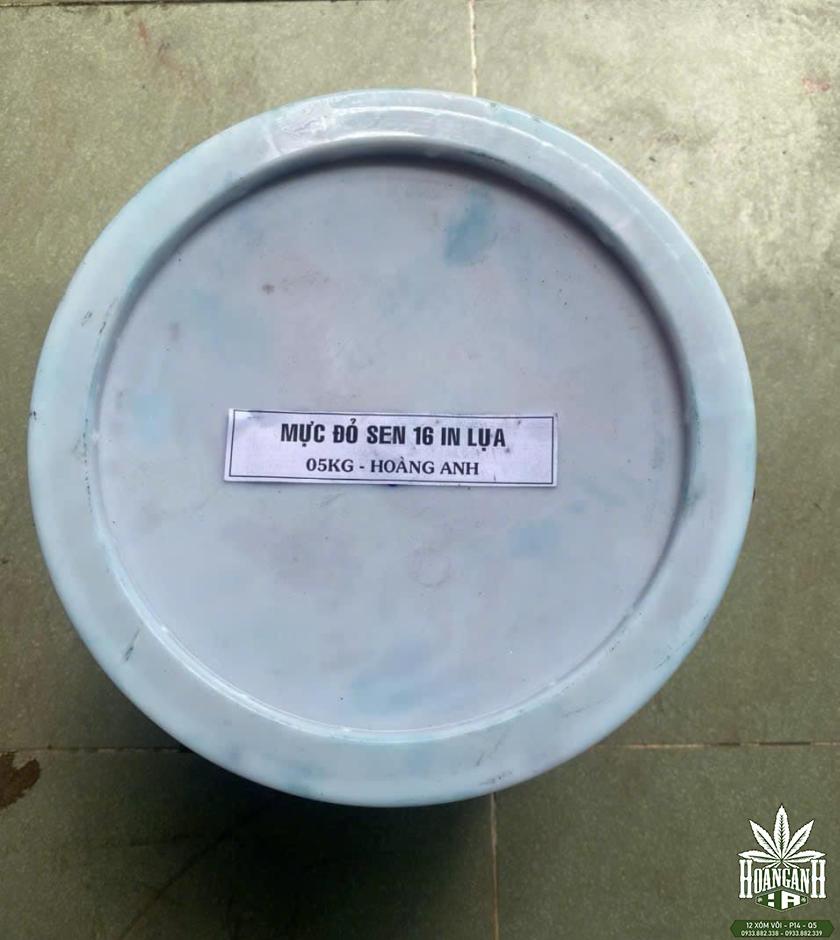 MỰC ĐỎ SEN 16 IN LỤA
05KG - HOÀNG ANH
HOANGANH
HA
12 XÓM VÔI - P14 - Q5
0933.882.338 - 0933.882.339